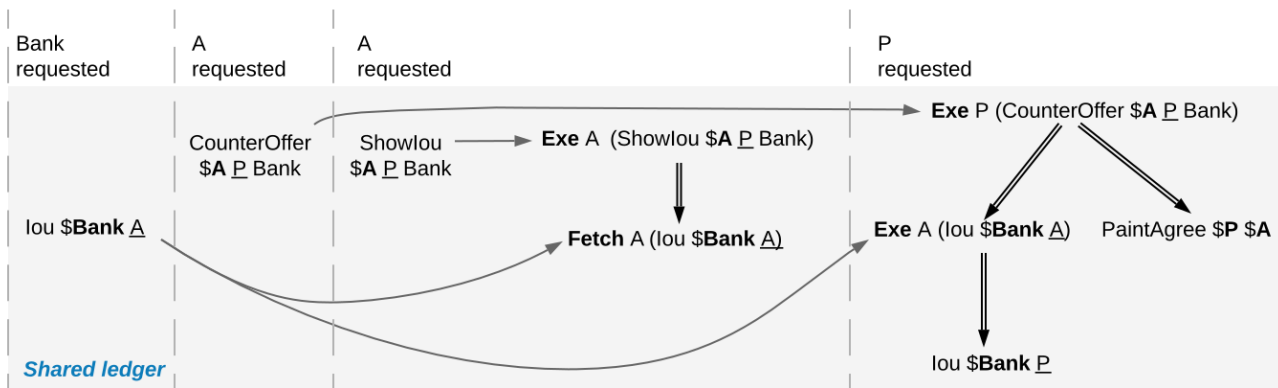 Bank
requested
A
requested
A
requested
P
requested
Exe P (CounterOffer $A P Bank)
CounterOffer
$A P Bank
ShowIou
$A P Bank
Exe A (ShowIou $A P Bank)
Iou $Bank A
Fetch A (Iou $Bank A)
Exe A (Iou $Bank A)
PaintAgree $P $A
Iou $Bank P
Shared ledger